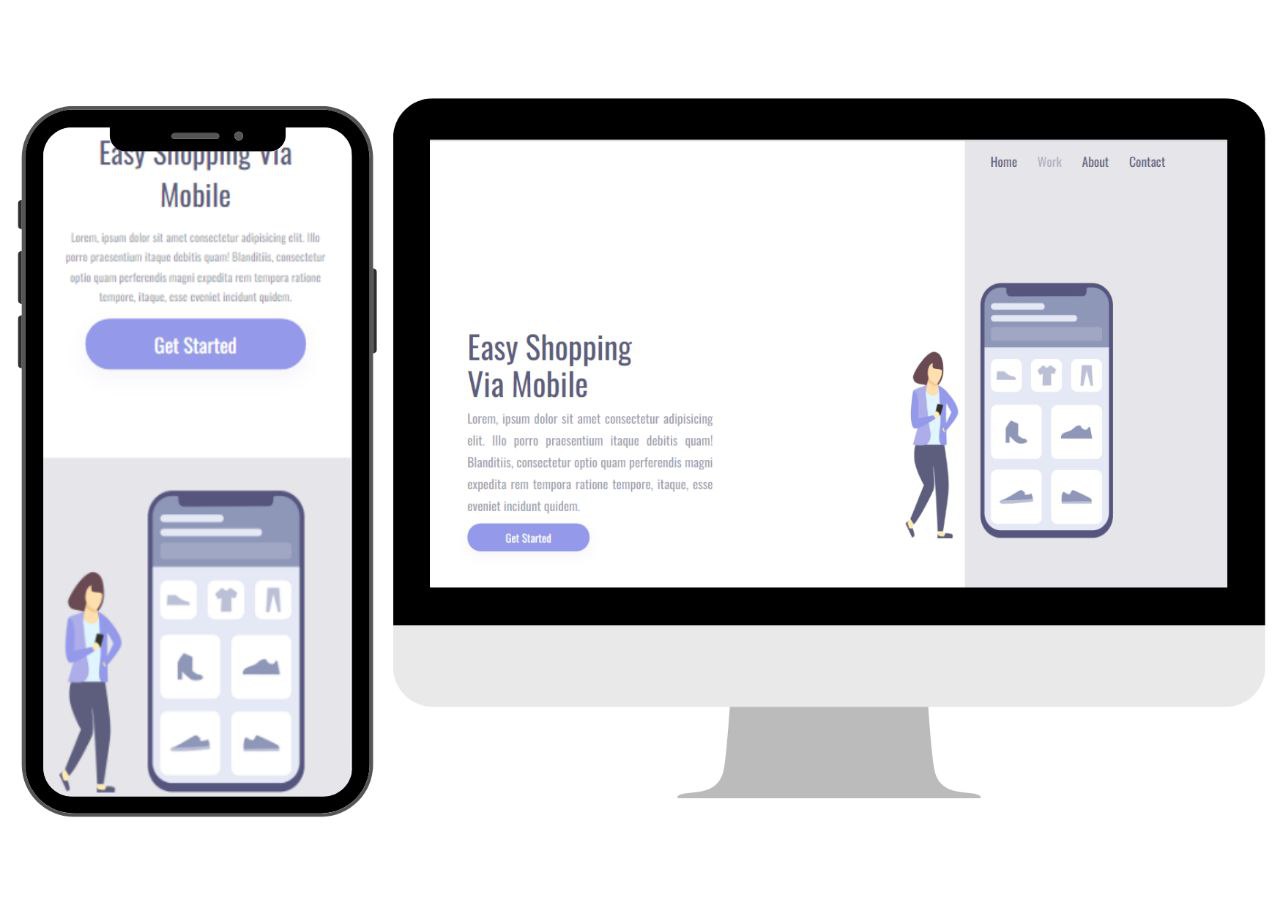 Easy Shopping Via
Mobile
Lorem, ipsum dolor sit amet consectetur adipisicing elit. Illo
porro praesentium itaque debitis quam! Blanditiis, consectetur
optio quam perferendis magni expedita rem tempora ratione
tempore, itaque, esse eveniet incidunt quidem.
Get Started
Home Work About Contact
Easy Shopping
Via Mobile
Lorem, ipsum dolor sit amet consectetur adipisicing
elit. Illo porro praesentium itaque debitis quam!
Blanditiis, consectetur optio quam perferendis magni
expedita rem tempora ratione tempore, itaque, esse
eveniet incidunt quidem.
Get Started